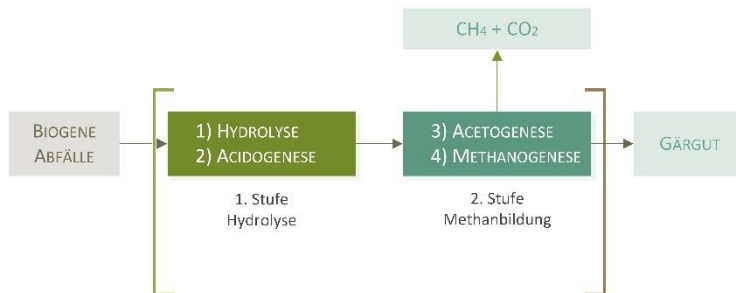 CH₄ + CO₂
BIOGENE
ABFÄLLE
1) HYDROLYSE
2) ACIDOGENESE
3) ACETOGENESE
4) METHANOGENESE
GÄRGUT
1. Stufe
Hydrolyse
2. Stufe
Methanbildung